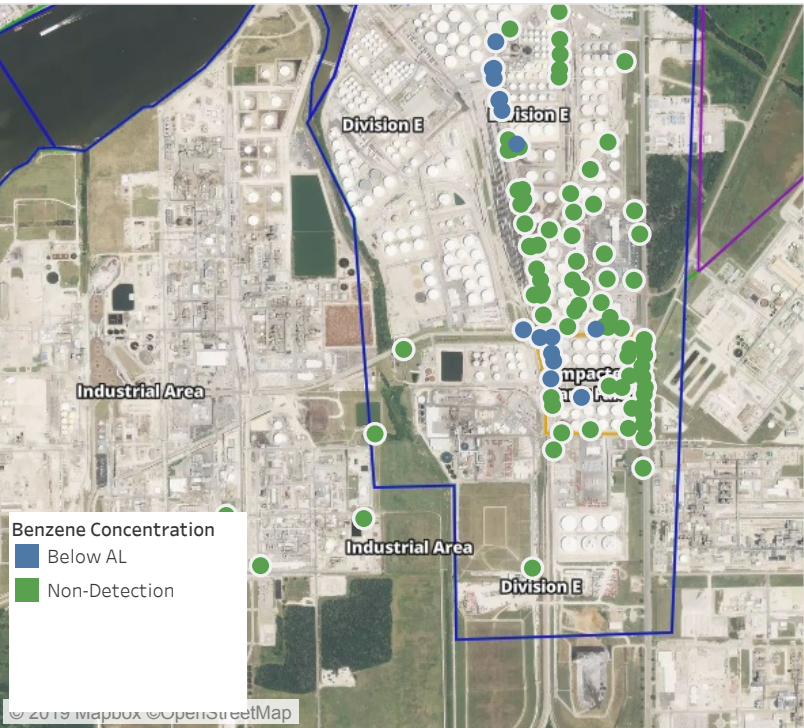 Division E
Division E
Industrial Area
Industrial Area
Division E
Benzene Concentration
Below AL
Non-Detection
© 2019 Mapbox ©OpenStreetMap